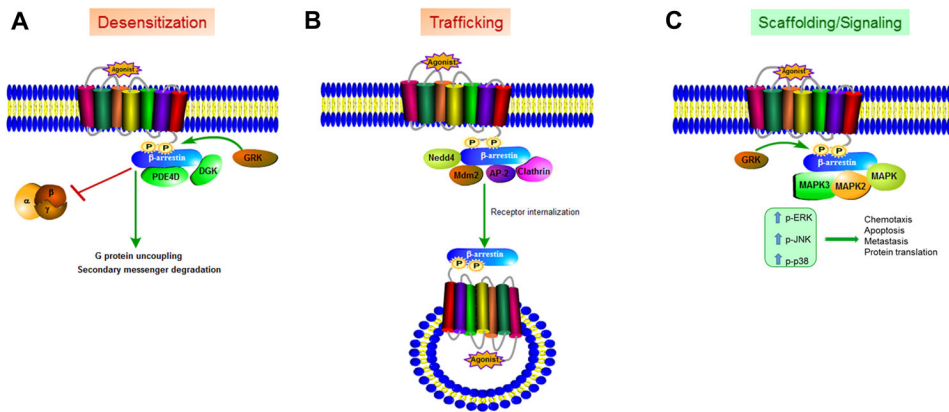 A
Desensitization
Agonist
P P
β-arrestin
GRK
PDE4D
DGK
α
β
γ
G protein uncoupling
Secondary messenger degradation
B
Trafficking
Agonist
P P
Nedd4
β-arrestin
Mdm2
AP-2
Clathrin
Receptor internalization
β-arrestin
P P
Agonist
C
Scaffolding/Signaling
Agonist
P P
GRK
β-arrestin
MAPK3
MAPK2
MAPK
p-ERK
p-JNK
p-p38
Chemotaxis
Apoptosis
Metastasis
Protein translation